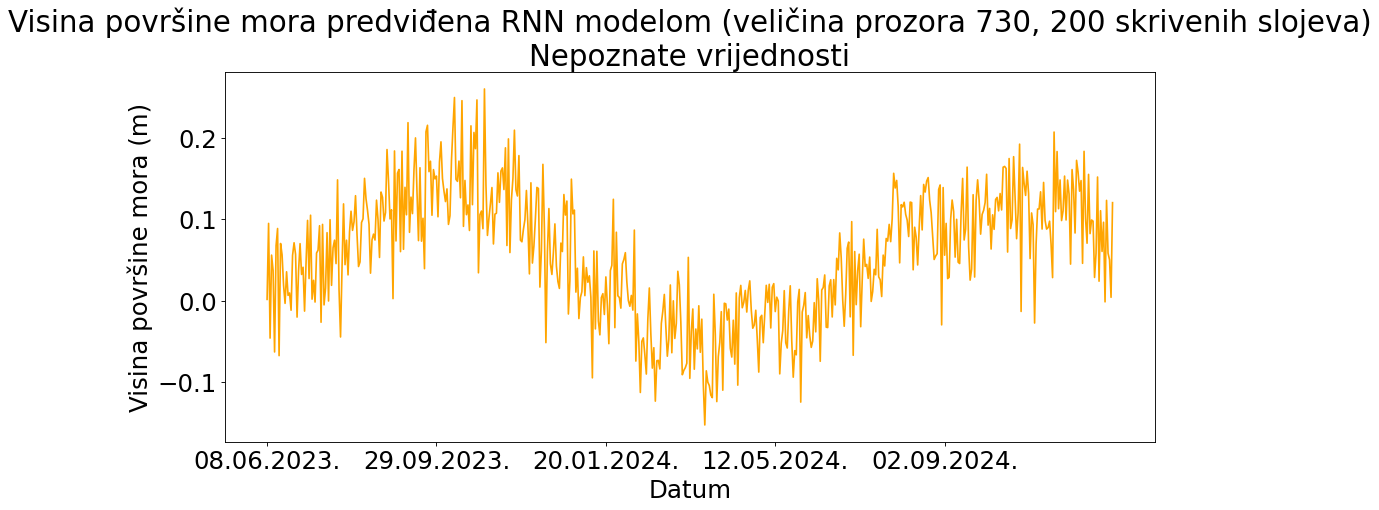 Visina površine mora predviđena RNN modelom (veličina prozora 730, 200 skrivenih slojeva)
Nepoznate vrijednosti
Visina površine mora (m)
0.2
0.1
0.0
−0.1
08.06.2023. 29.09.2023. 20.01.2024. 12.05.2024. 02.09.2024.
Datum